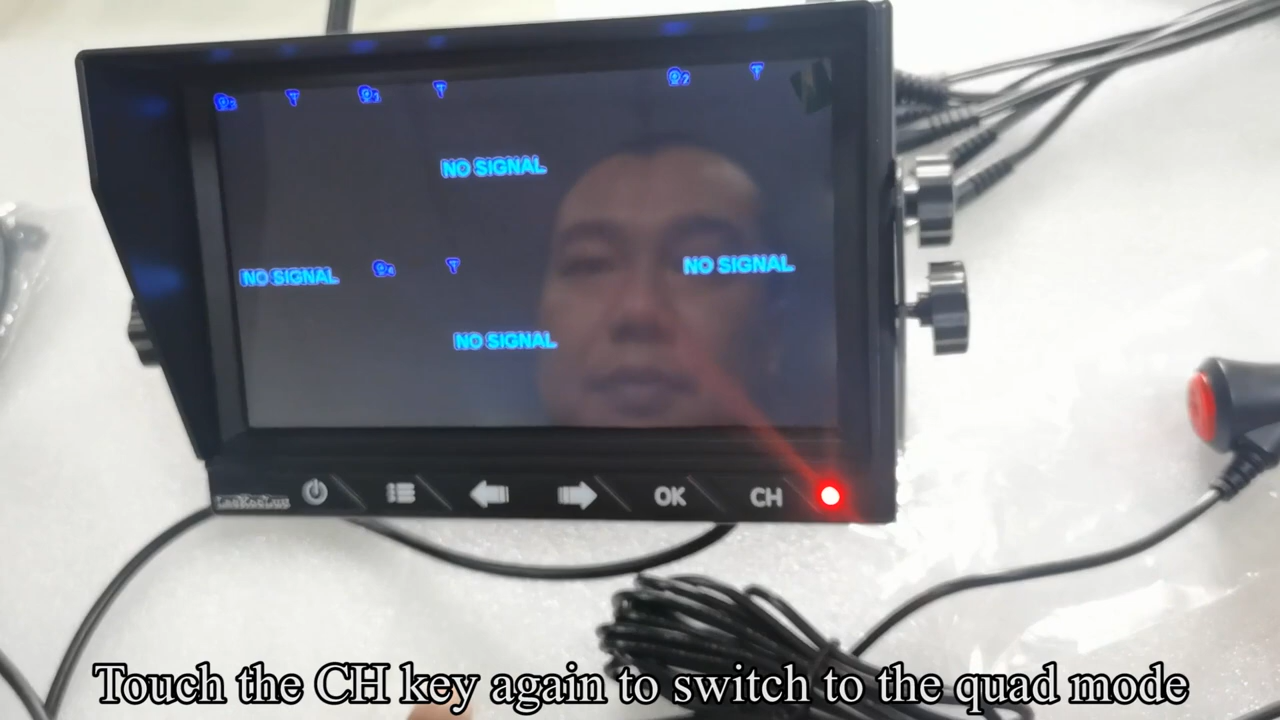 NO SIGNAL
NO SIGNAL
NO SIGNAL
NO SIGNAL
LeeKooLuu OK CH
Touch the CH key again to switch to the quad mode